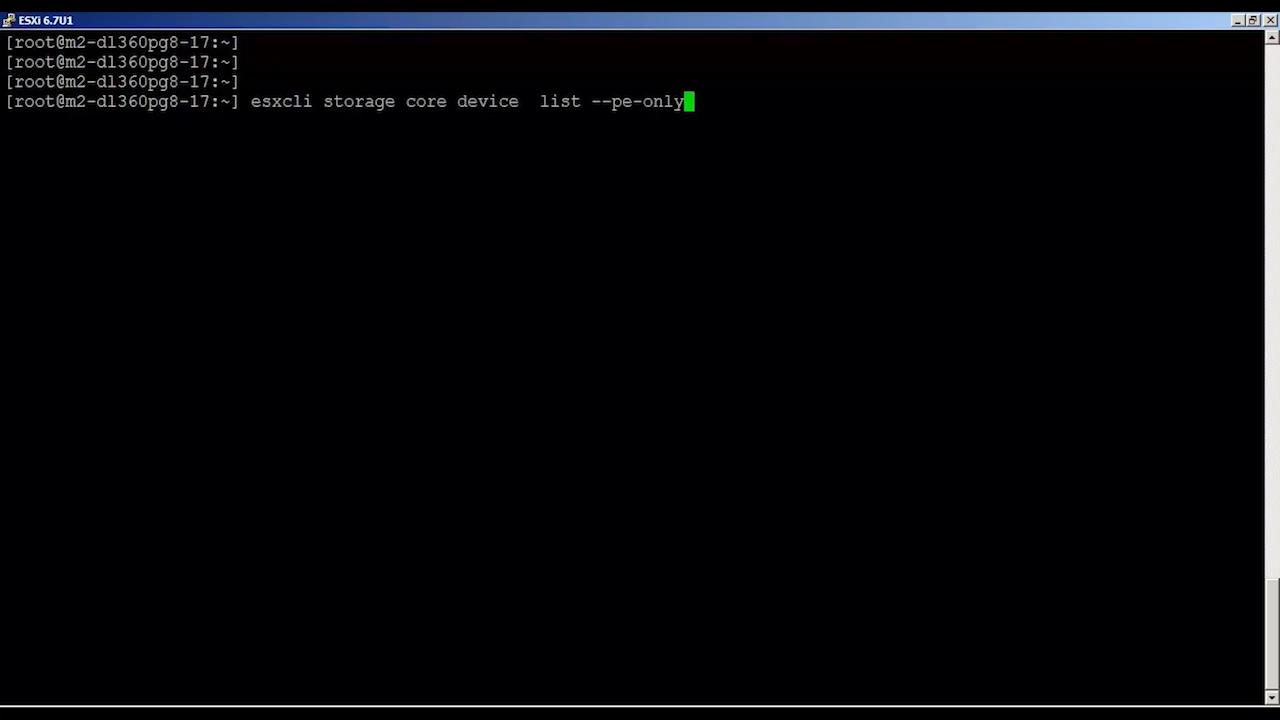 ESXi 6.7U1
[root@m2-dl360pg8-17:~]
[root@m2-dl360pg8-17:~]
[root@m2-dl360pg8-17:~]
[root@m2-dl360pg8-17:~] esxcli storage core device  list --pe-only